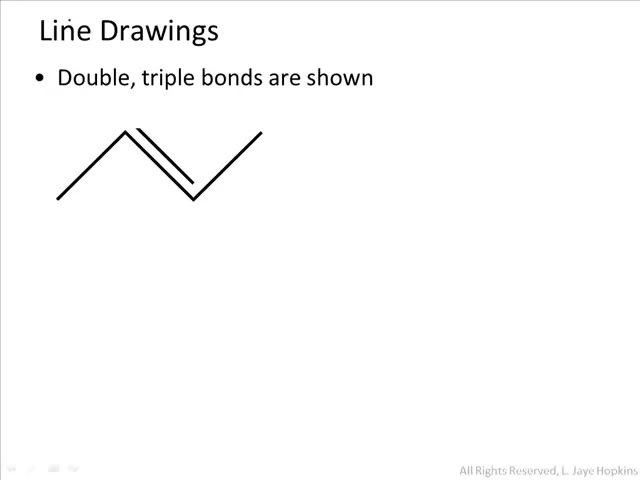 Line Drawings
• Double, triple bonds are shown
All Rights Reserved, L. Jaye Hopkins